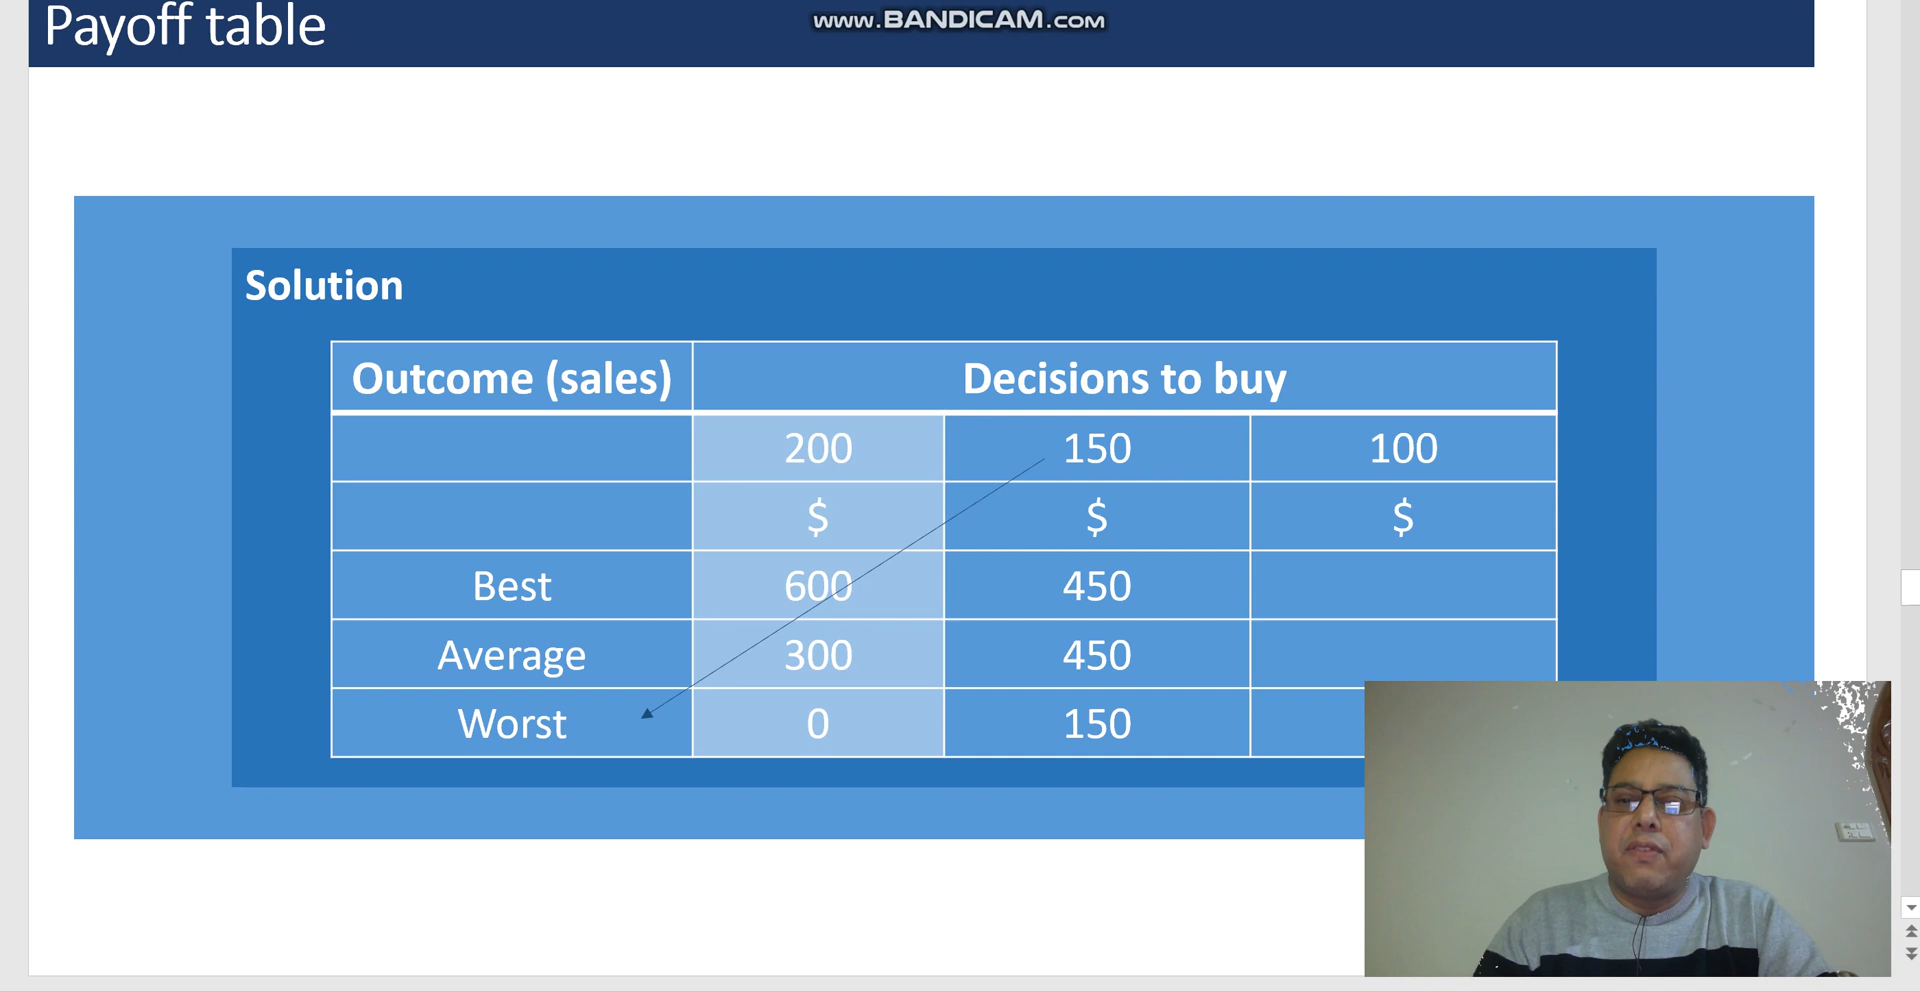 Payoff table
www.BANDICAM.com
Solution
Outcome (sales) Decisions to buy
200 150 100
$ $ $
Best 600 450
Average 300 450
Worst 0 150